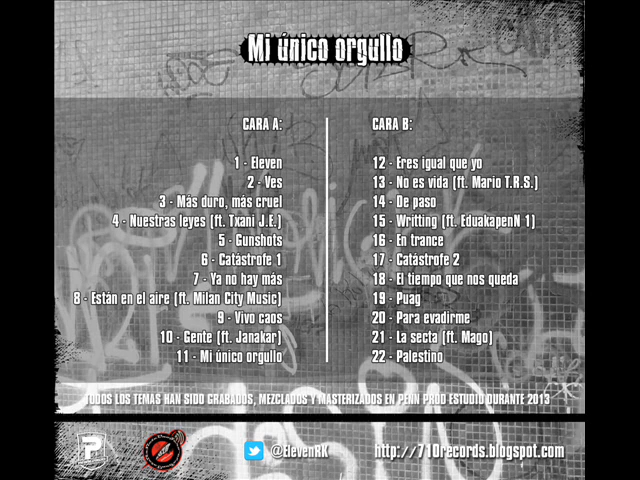 Mi único orgullo
CARA A:
1 - Eleven
2 - Ves
3 - Más duro, más cruel
4 - Nuestras leyes (ft. Txani J.E.)
5 - Gunshots
6 - Catástrofe 1
7 - Ya no hay más
8 - Están en el aire (ft. Milan City Music)
9 - Vivo caos
10 - Gente (ft. Janakar)
11 - Mi único orgullo
CARA B:
12 - Eres igual que yo
13 - No es vida (ft. Mario T.R.S.)
14 - De paso
15 - Writting (ft. EduakapenN 1)
16 - En trance
17 - Catástrofe 2
18 - El tiempo que nos queda
19 - Puag
20 - Para evadirme
21 - La secta (ft. Mago)
22 - Palestino
TODOS LOS TEMAS HAN SIDO GRABADOS, MEZCLADOS Y MASTERIZADOS EN PENN PROD ESTUDIO DURANTE 2013
P
@ElevenRK
http://710records.blogspot.com